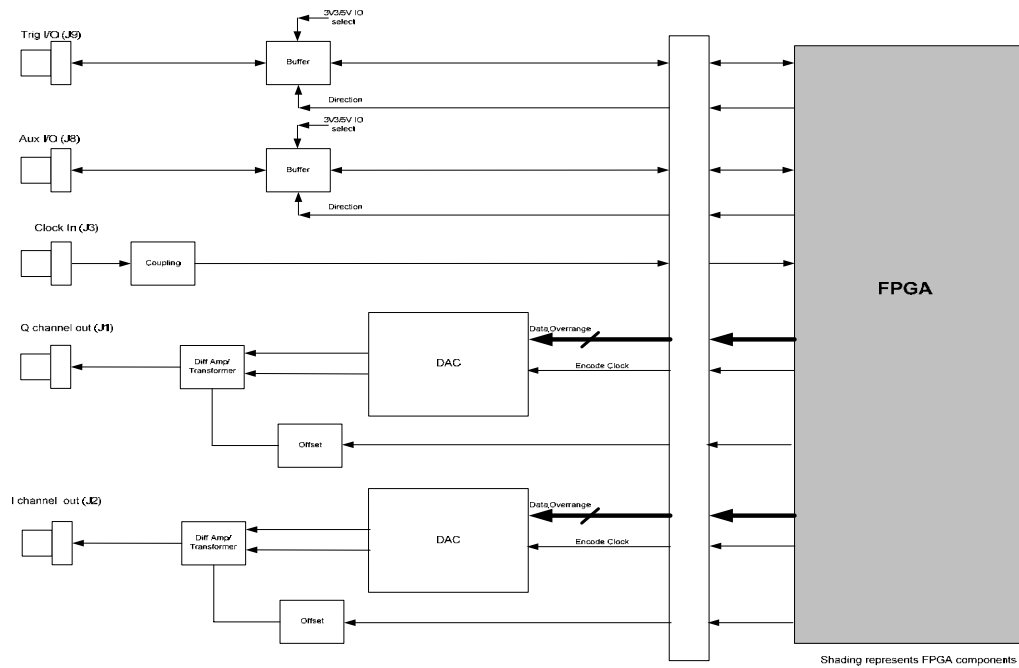 3V3/5V IO
select
Trig I/O (J9)
Buffer
Direction
3V3/5V IO
select
Aux I/O (J8)
Buffer
Direction
Clock In (J3)
Coupling
FPGA
Q channel out (J1)
Data,Overrange
Diff Amp/
Transformer
DAC
Encode Clock
Offset
I channel out (J2)
Data,Overrange
Diff Amp/
Transformer
DAC
Encode Clock
Offset
Shading represents FPGA components